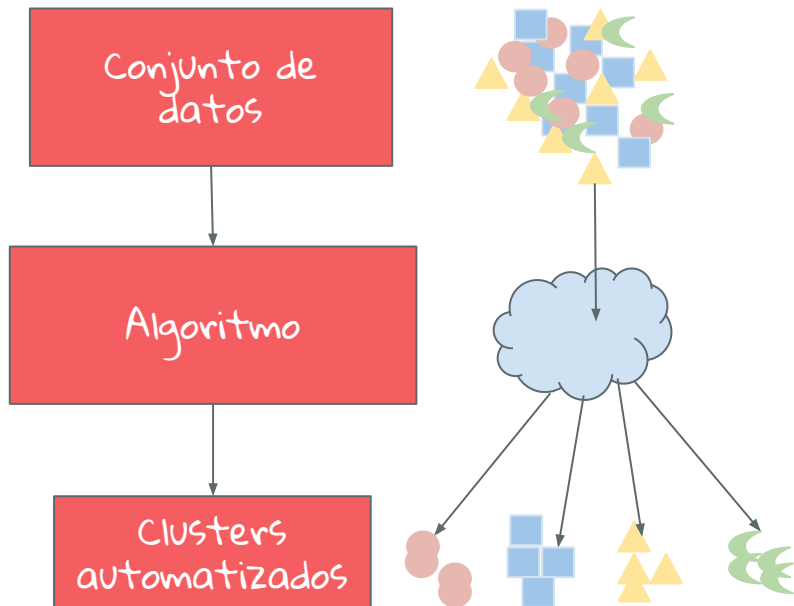 Conjunto de
datos
Algoritmo
Clusters
automatizados